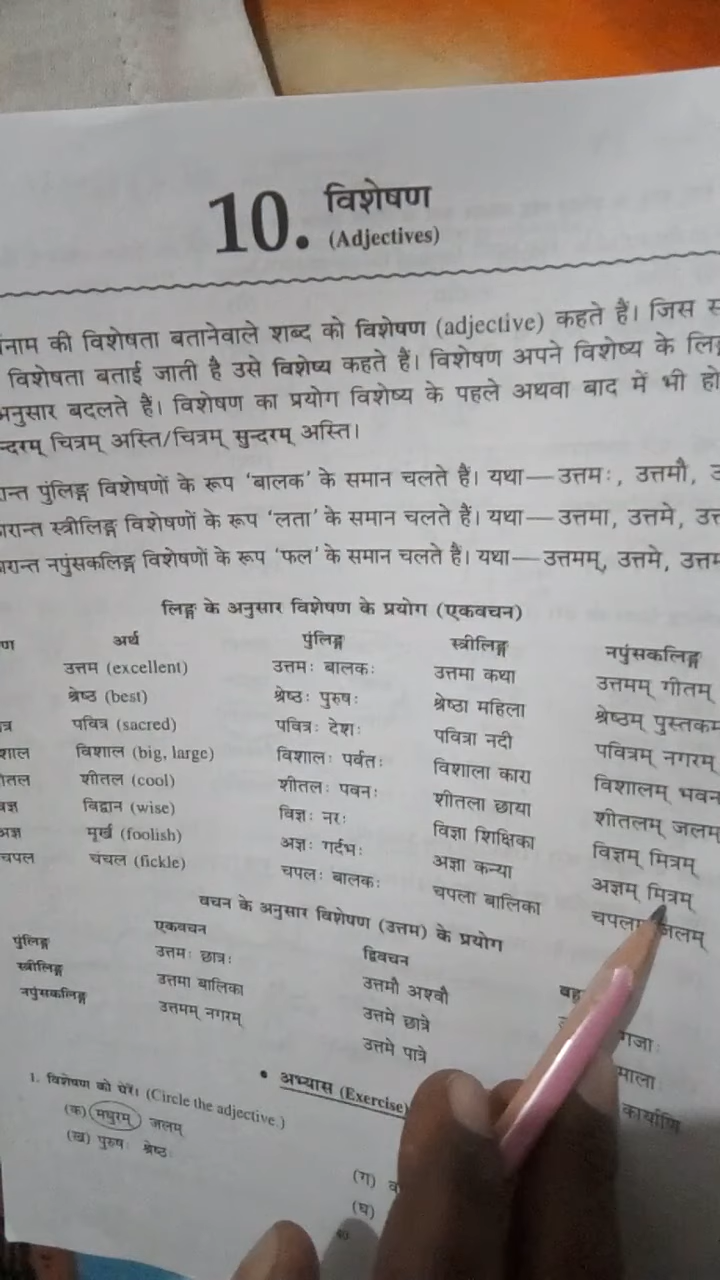 10. विशेषण
(Adjectives)
की विशेषता बतानेवाले शब्द को विशेषण (adjective) कहते हैं। जिस
विशेषता बताई जाती है उसे विशेष्य कहते हैं। विशेषण अपने विशेष्य के
अनुसार बदलते हैं। विशेषण का प्रयोग विशेष्य के पहले अथवा बाद में भी
चित्रम् अस्ति/चित्रम् सुन्दरम् अस्ति।
पुंलिङ्ग विशेषणों के रूप ‘बालक’ के समान चलते हैं। यथा—उत्तमः, उत्तमौ,
स्त्रीलिङ्ग विशेषणों के रूप ‘लता’ के समान चलते हैं। यथा—उत्तमा, उत्तमे,
नपुंसकलिङ्ग विशेषणों के रूप ‘फल’ के समान चलते हैं। यथा—उत्तमम्, उत्तमे,
लिङ्ग के अनुसार विशेषण के प्रयोग (एकवचन)
अर्थ पुंलिङ्ग स्त्रीलिङ्ग नपुंसकलिङ्ग
उत्तम (excellent) उत्तमः बालकः उत्तमा कथा उत्तमम् गीतम्
श्रेष्ठ (best) श्रेष्ठः पुरुषः श्रेष्ठा महिला श्रेष्ठम् पुस्तकम्
पवित्र (sacred) पवित्रः देशः पवित्रा नदी पवित्रम् नगरम्
विशाल (big, large) विशालः पर्वतः विशाला कारा विशालम्
शीतल (cool) शीतलः पवनः शीतला छाया शीतलम् जलम्
विद्वान (wise) विज्ञः नरः विज्ञा शिक्षिका विज्ञम् मित्रम्
मूर्ख (foolish) अज्ञः गर्दभः अज्ञा कन्या अज्ञम् मित्रम्
चपल चंचल (fickle) चपलः बालकः चपला बालिका
वचन के अनुसार विशेषण (उत्तम) के प्रयोग
एकवचन द्विवचन
पुंलिङ्ग उत्तमः छात्रः उत्तमौ अश्वौ
स्त्रीलिङ्ग उत्तमा बालिका उत्तमे छात्रे
नपुंसकलिङ्ग उत्तमम् नगरम् उत्तमे पात्रे
• अभ्यास (Exercise)
1. विशेषण को घेरें। (Circle the adjective.)
(क) मधुरम् जलम् (ग)
(ख) पुरुषः श्रेष्ठः (घ)